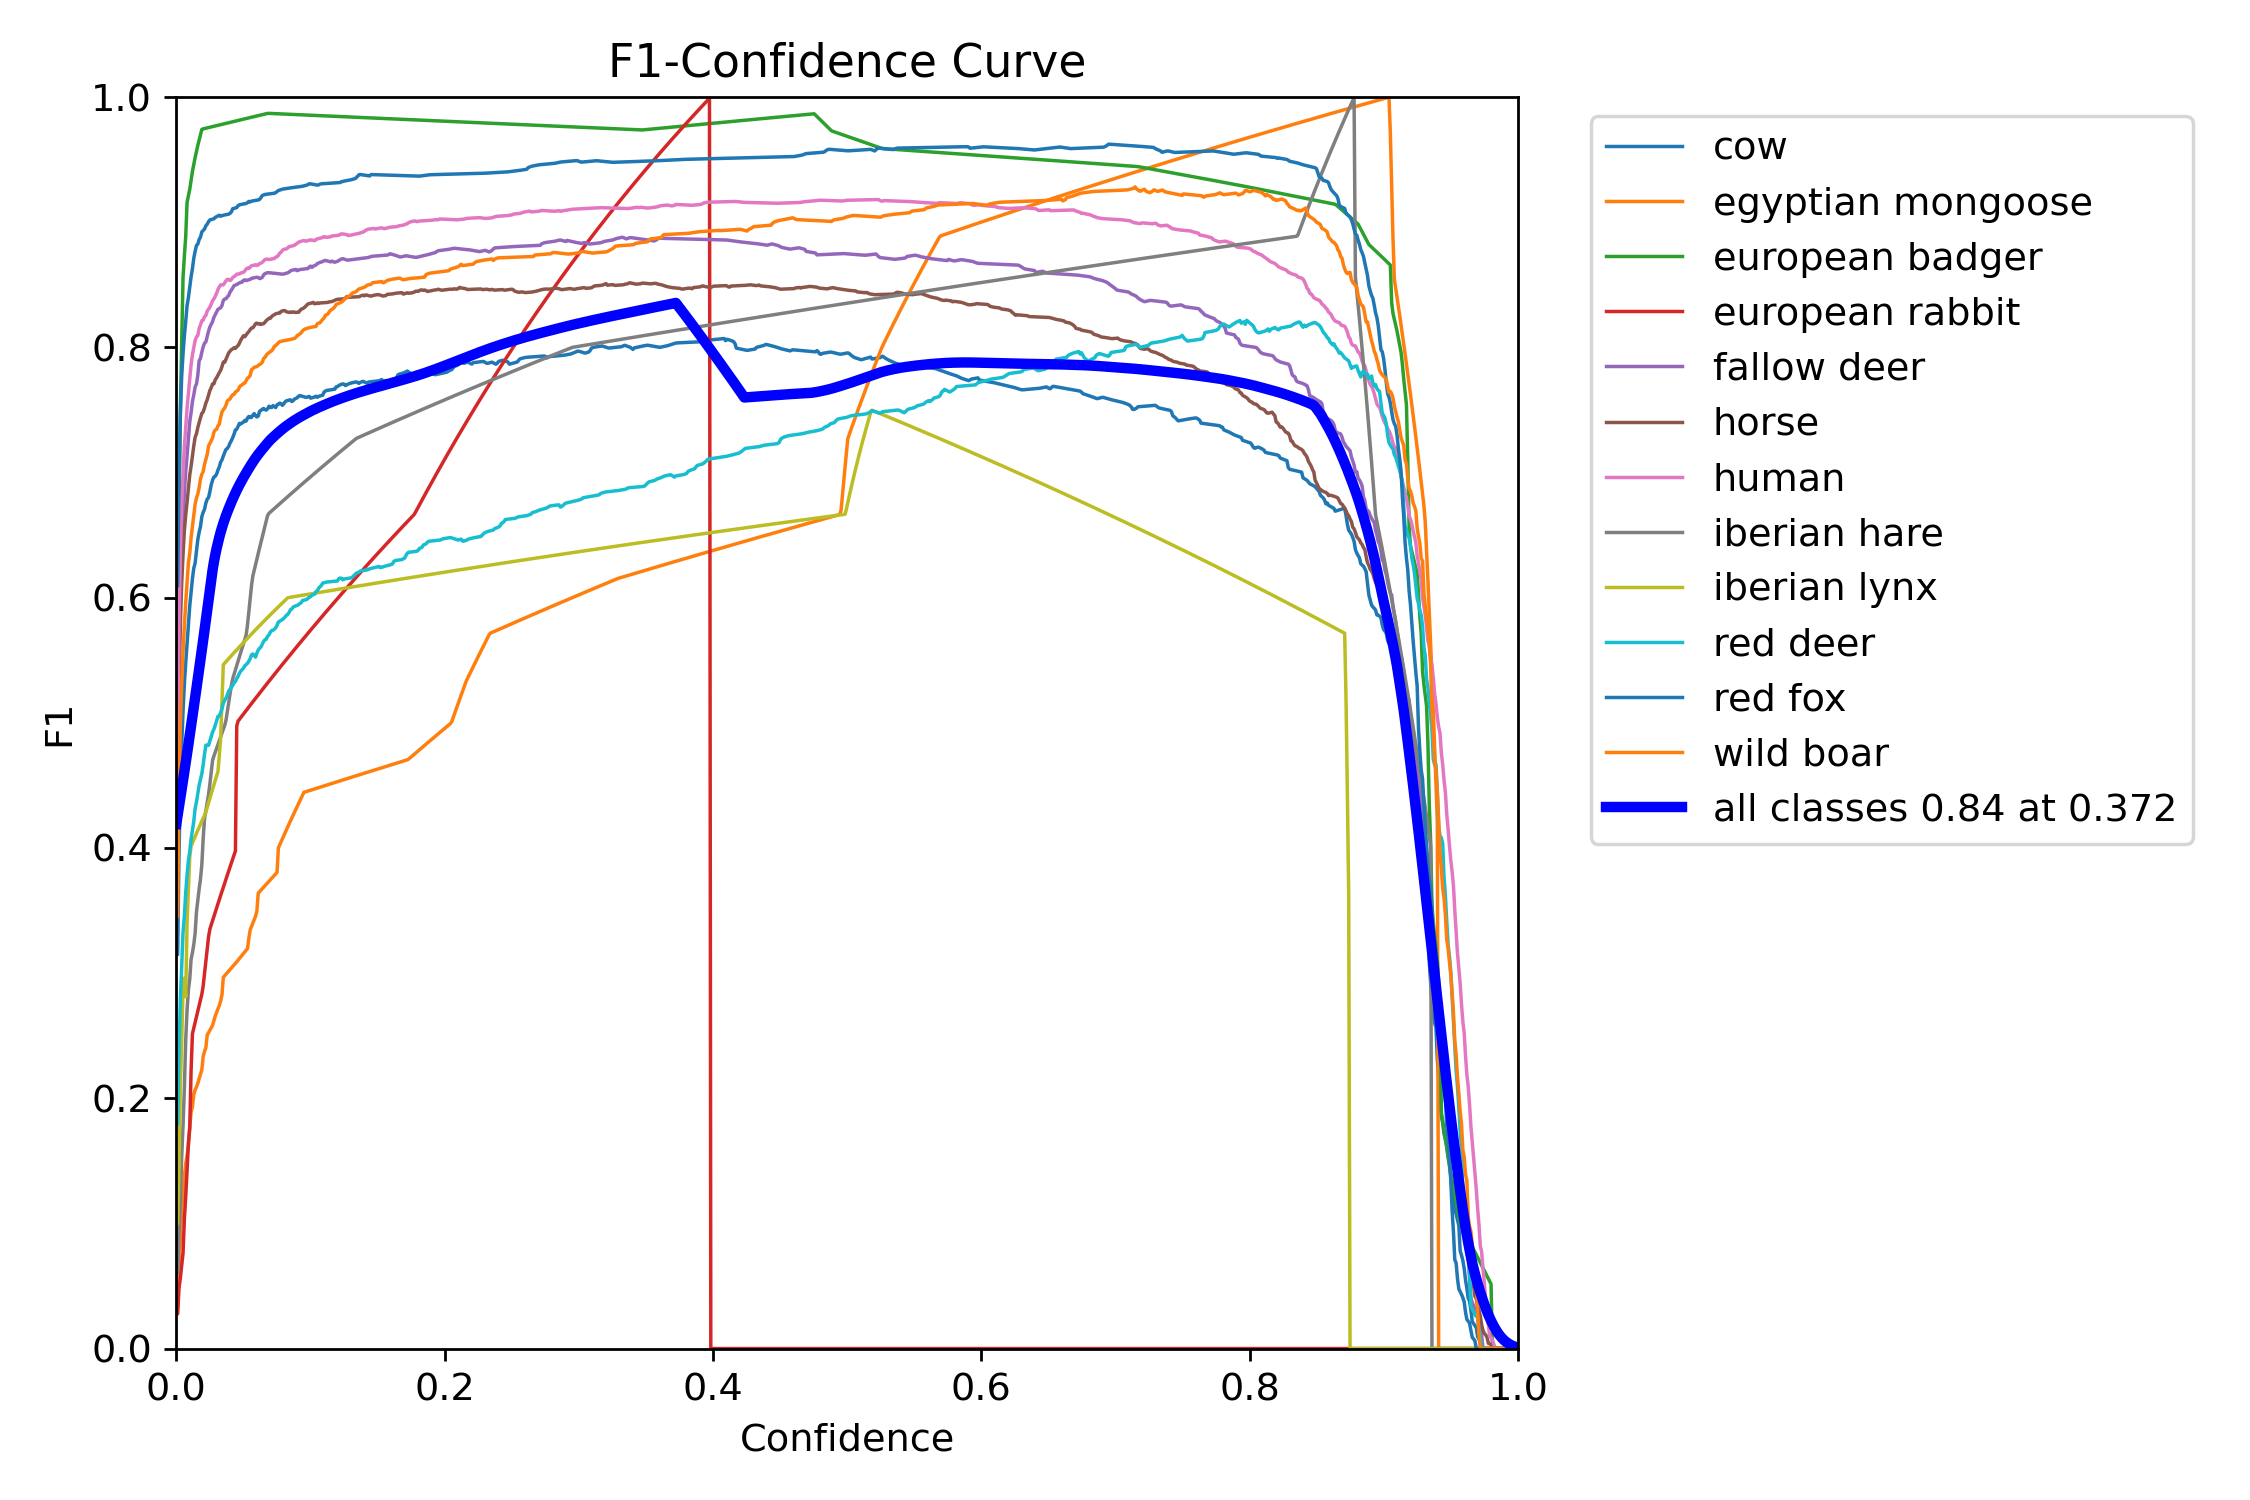 F1-Confidence Curve
1.0
0.8
0.6
0.4
0.2
0.0
F1
0.0 0.2 0.4 0.6 0.8 1.0
Confidence
cow
egyptian mongoose
european badger
european rabbit
fallow deer
horse
human
iberian hare
iberian lynx
red deer
red fox
wild boar
all classes 0.84 at 0.372